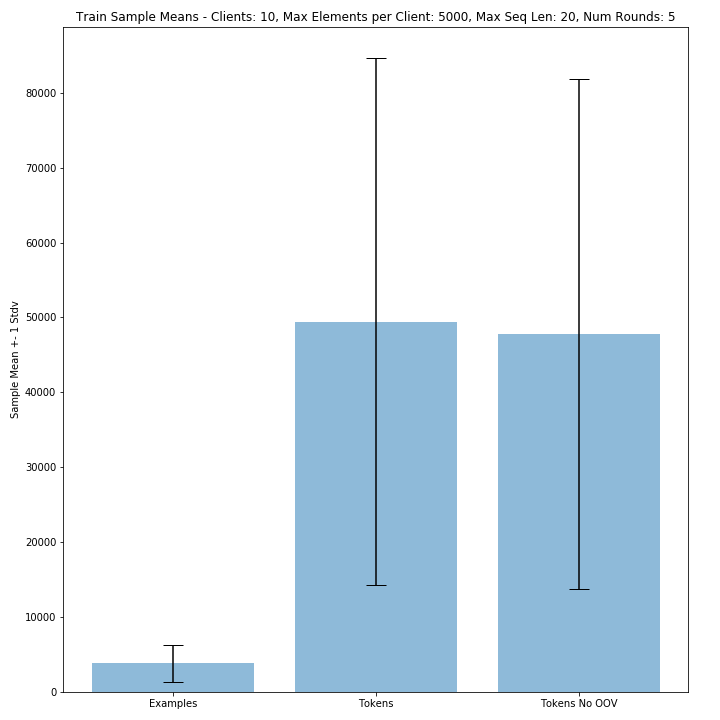 Train Sample Means - Clients: 10, Max Elements per Client: 5000, Max Seq Len: 20, Num Rounds: 5
Sample Mean +- 1 Stdv
80000
70000
60000
50000
40000
30000
20000
10000
0
Examples
Tokens
Tokens No OOV